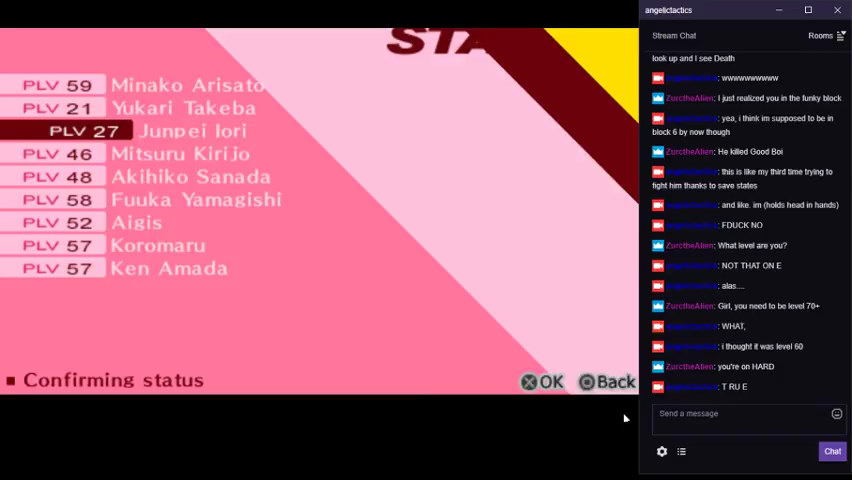 angelictactics
Stream Chat
Rooms
STA
PLV 59 Minako Arisato
PLV 21 Yukari Takeba
PLV 27 Junpei Iori
PLV 46 Mitsuru Kirijo
PLV 48 Akihiko Sanada
PLV 58 Fuuka Yamagishi
PLV 52 Aigis
PLV 57 Koromaru
PLV 57 Ken Amada
Confirming status
OK
Back
look up and I see Death
: wwwwwwwwww
ZurctheAlien: I just realized you in the funky block
: yea, i think im supposed to be in
block 6 by now though
ZurctheAlien: He killed Good Boi
: this is like my third time trying to
fight him thanks to save states
: and like. im (holds head in hands)
: FDUCK NO
ZurctheAlien: What level are you?
: NOT THAT ON E
: alas....
ZurctheAlien: Girl, you need to be level 70+
: WHAT,
: i thought it was level 60
ZurctheAlien: you're on HARD
: T RU E
Send a message
Chat